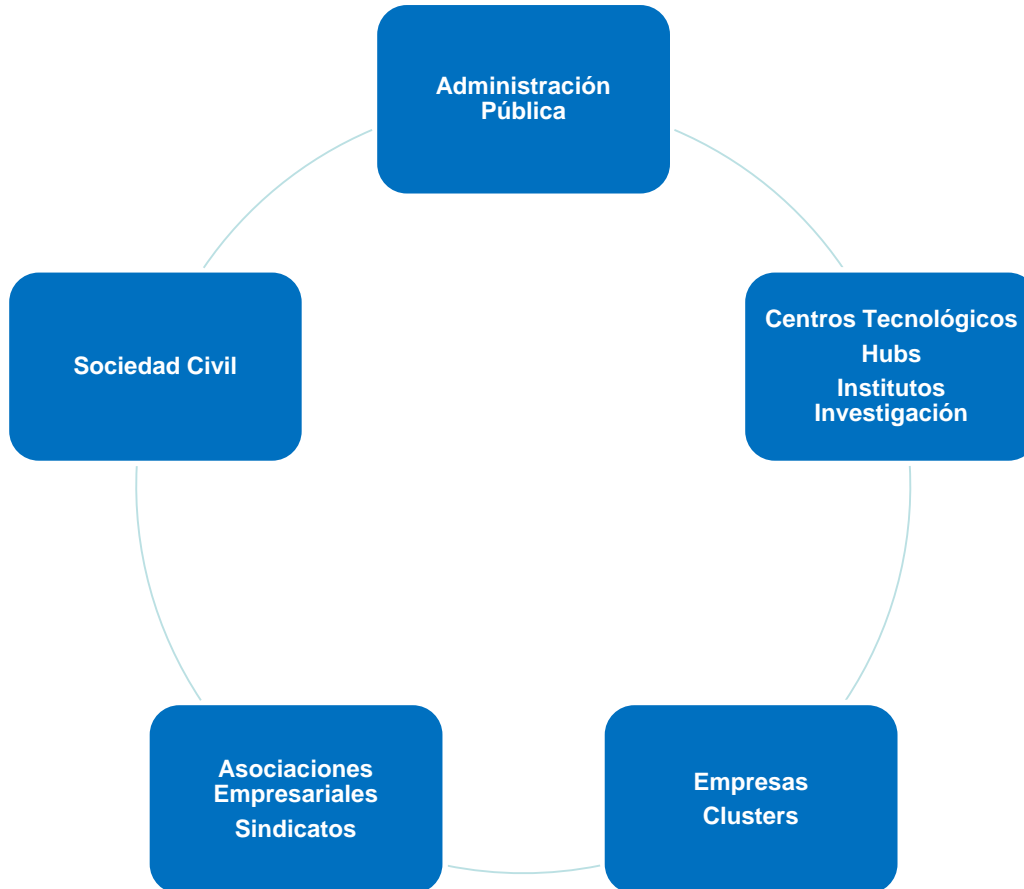 Administración
Pública
Centros Tecnológicos
Hubs
Institutos
Investigación
Empresas
Clusters
Asociaciones
Empresariales
Sindicatos
Sociedad Civil